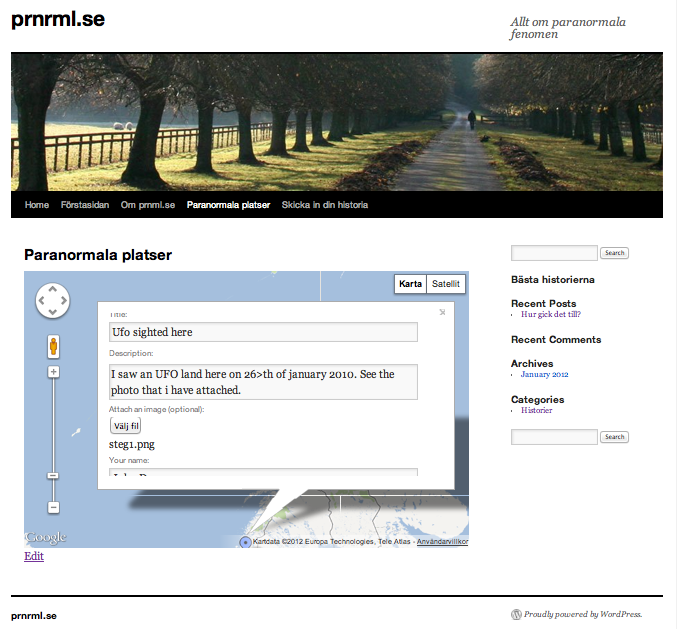 prnrml.se
Allt om paranormala
fenomen
Home Förstasidan Om prnrml.se Paranormala platser Skicka in din historia
Paranormala platser
Karta Satellit
Title:
Ufo sighted here
Description:
I saw an UFO land here on 26>th of january 2010. See the
photo that i have attached.
Attach an image (optional):
Välj fil
steg1.png
Your name:
Google
Kartdata ©2012 Europa Technologies, Tele Atlas - Användarvillkor
Edit
Search
Bästa historierna
Recent Posts
Hur gick det till?
Recent Comments
Archives
January 2012
Categories
Historier
Search
prnrml.se
Proudly powered by WordPress.